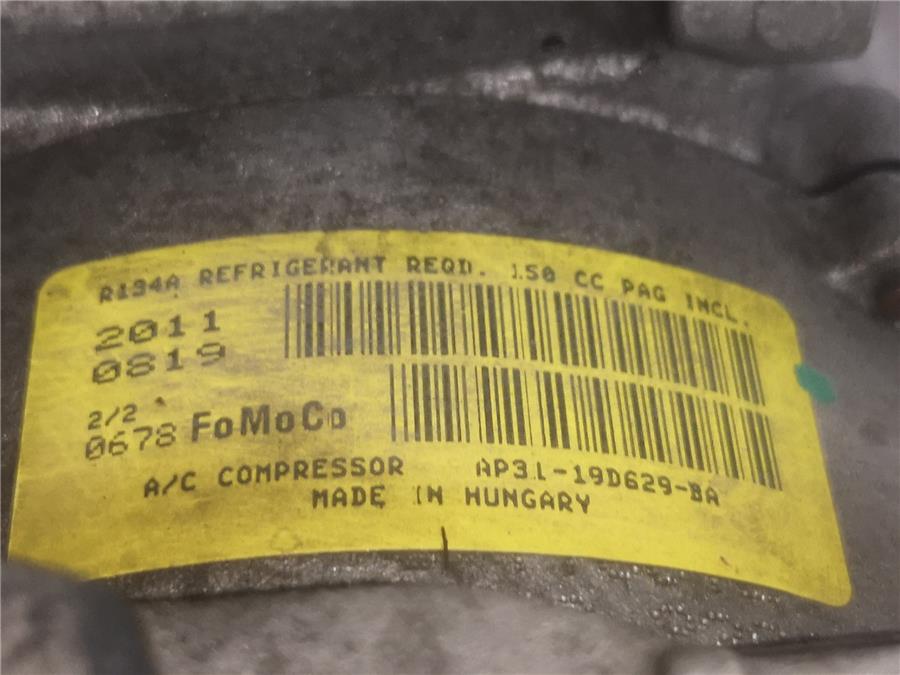 R134A REFRIGERANT REQD. 150 CC PAG INCL.
2011
0819
2/2
0678 FoMoCo
A/C COMPRESSOR AP31-19D629-BA
MADE IN HUNGARY